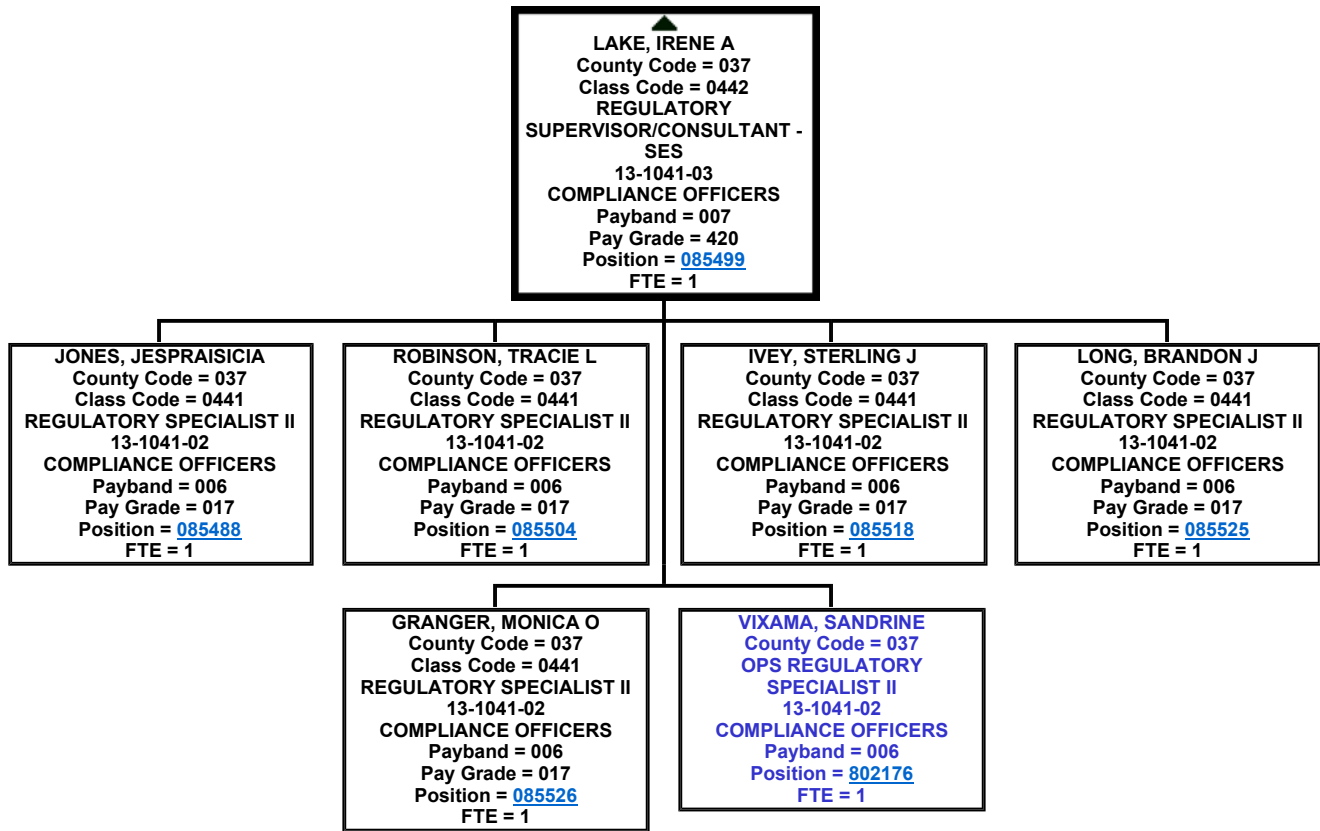 LAKE, IRENE A
County Code = 037
Class Code = 0442
REGULATORY
SUPERVISOR/CONSULTANT -
SES
13-1041-03
COMPLIANCE OFFICERS
Payband = 007
Pay Grade = 420
Position = 085499
FTE = 1
JONES, JESPRAISICIA
County Code = 037
Class Code = 0441
REGULATORY SPECIALIST II
13-1041-02
COMPLIANCE OFFICERS
Payband = 006
Pay Grade = 017
Position = 085488
FTE = 1
ROBINSON, TRACIE L
County Code = 037
Class Code = 0441
REGULATORY SPECIALIST II
13-1041-02
COMPLIANCE OFFICERS
Payband = 006
Pay Grade = 017
Position = 085504
FTE = 1
IVEY, STERLING J
County Code = 037
Class Code = 0441
REGULATORY SPECIALIST II
13-1041-02
COMPLIANCE OFFICERS
Payband = 006
Pay Grade = 017
Position = 085518
FTE = 1
LONG, BRANDON J
County Code = 037
Class Code = 0441
REGULATORY SPECIALIST II
13-1041-02
COMPLIANCE OFFICERS
Payband = 006
Pay Grade = 017
Position = 085525
FTE = 1
GRANGER, MONICA O
County Code = 037
Class Code = 0441
REGULATORY SPECIALIST II
13-1041-02
COMPLIANCE OFFICERS
Payband = 006
Pay Grade = 017
Position = 085526
FTE = 1
VIXAMA, SANDRINE
County Code = 037
OPS REGULATORY
SPECIALIST II
13-1041-02
COMPLIANCE OFFICERS
Payband = 006
Position = 802176
FTE = 1